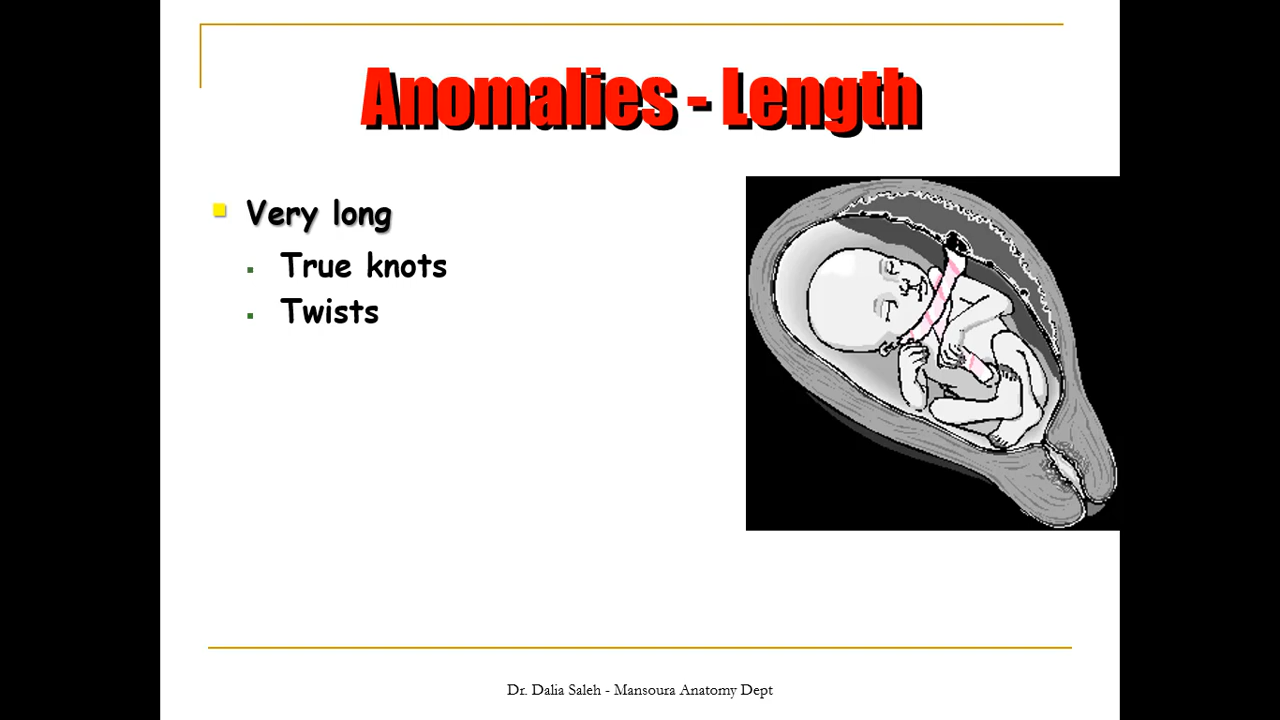 Anomalies - Length
Very long
True knots
Twists
Dr. Dalia Saleh - Mansoura Anatomy Dept